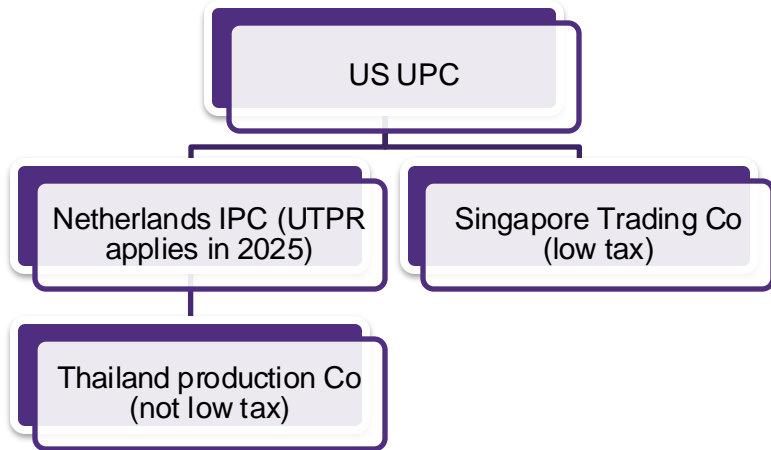 US UPC
Netherlands IPC (UTPR
applies in 2025)
Singapore Trading Co
(low tax)
Thailand production Co
(not low tax)